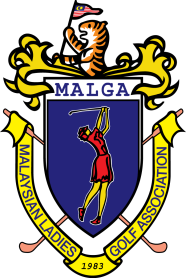 MALGA
MALAYSIAN LADIES GOLF ASSOCIATION
1983